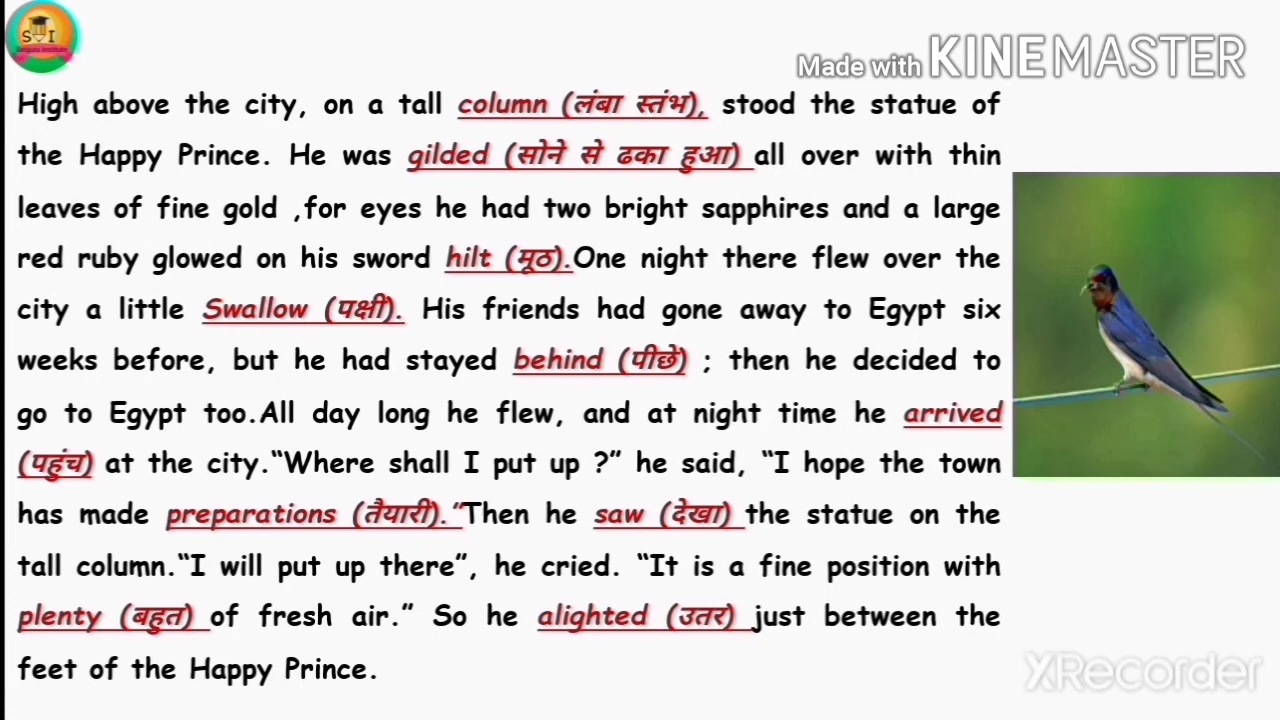 S I
Made with KINEMASTER
High above the city, on a tall column (लंबा स्तंभ), stood the statue of
the Happy Prince. He was gilded (सोने से ढका हुआ) all over with thin
leaves of fine gold ,for eyes he had two bright sapphires and a large
red ruby glowed on his sword hilt (मूठ).One night there flew over the
city a little Swallow (पक्षी). His friends had gone away to Egypt six
weeks before, but he had stayed behind (पीछे) ; then he decided to
go to Egypt too.All day long he flew, and at night time he arrived
(पहुंच) at the city.“Where shall I put up ?” he said, “I hope the town
has made preparations (तैयारी).”Then he saw (देखा) the statue on the
tall column.“I will put up there”, he cried. “It is a fine position with
plenty (बहुत) of fresh air.” So he alighted (उतर) just between the
feet of the Happy Prince.
XRecorder